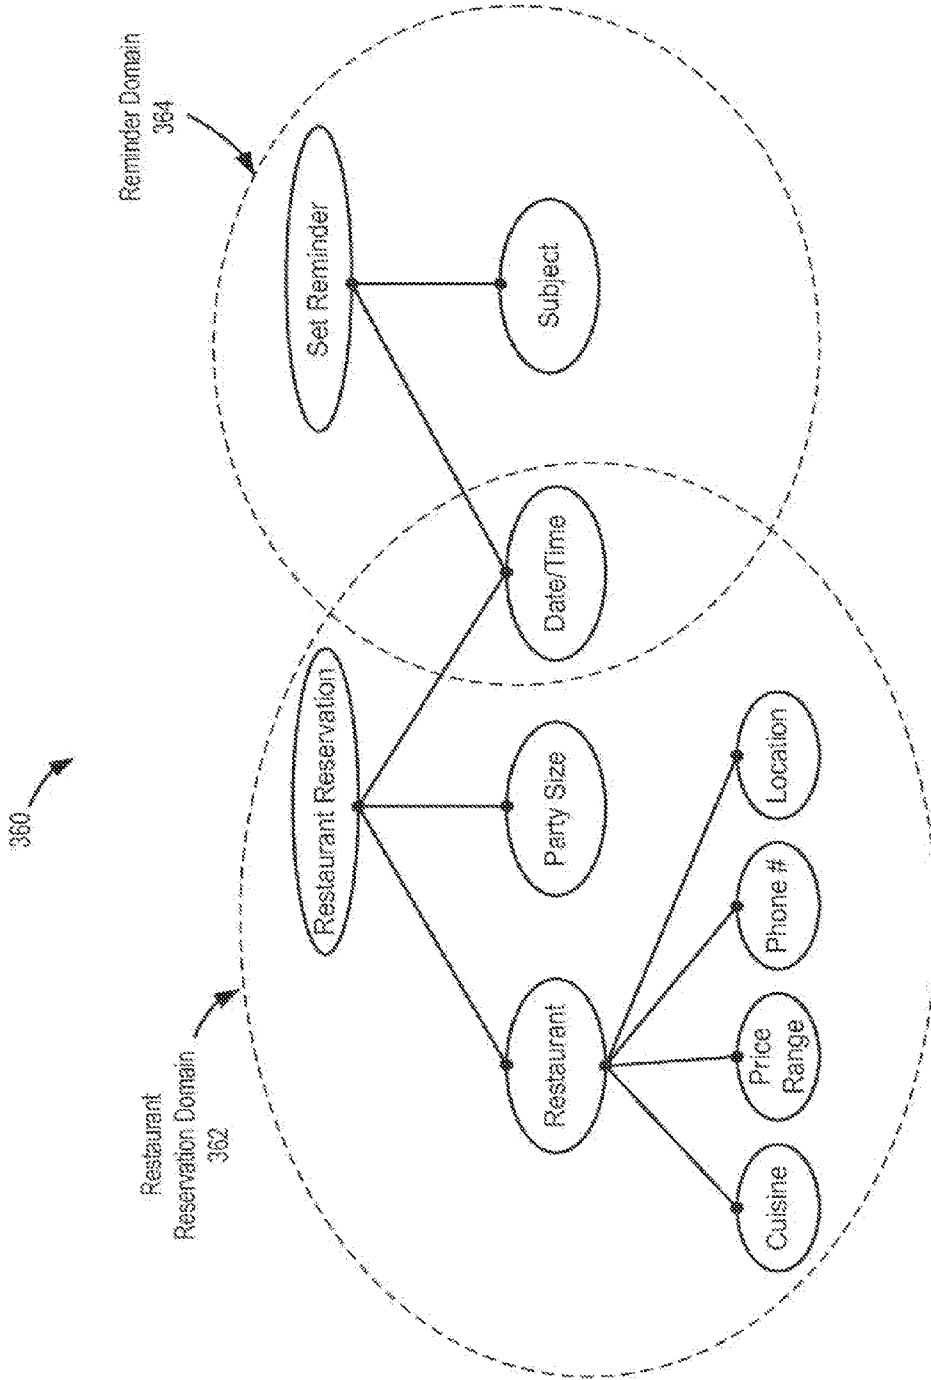 360
Restaurant
Reservation Domain
362
Reminder Domain
364
Restaurant Reservation
Set Reminder
Restaurant
Party Size
Date/Time
Subject
Cuisine
Price
Range
Phone #
Location